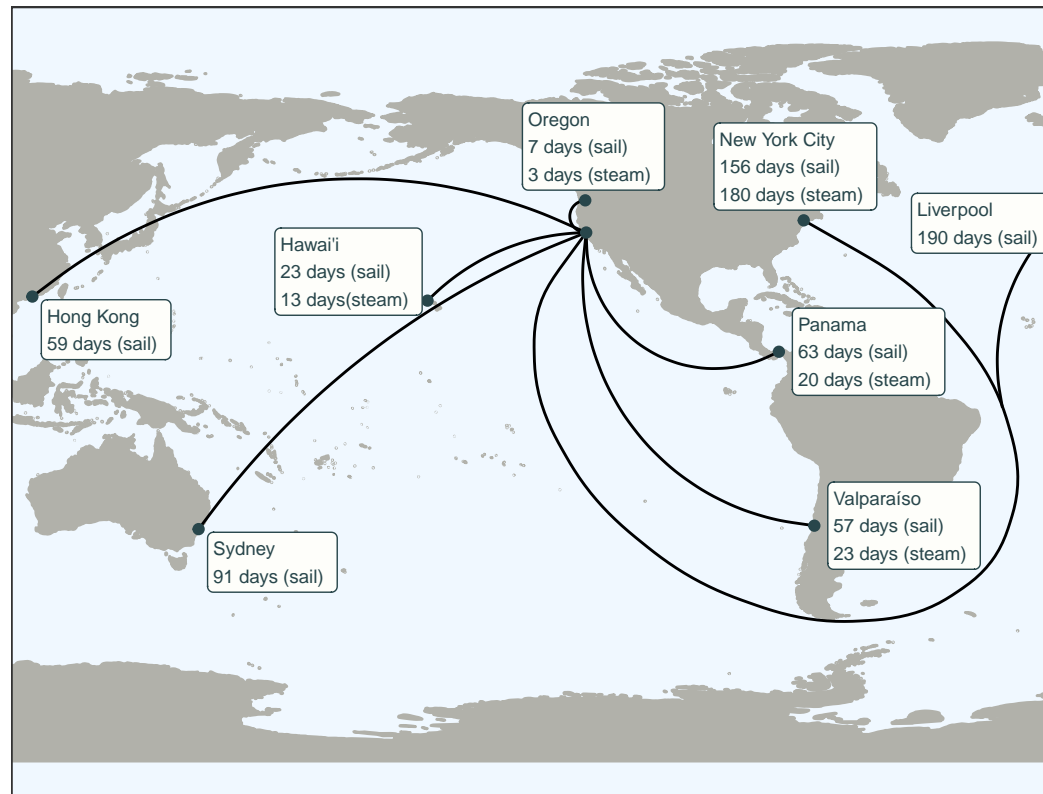 Oregon
7 days (sail)
3 days (steam)
New York City
156 days (sail)
180 days (steam)
Liverpool
190 days (sail)
Hawai'i
23 days (sail)
13 days(steam)
Hong Kong
59 days (sail)
Panama
63 days (sail)
20 days (steam)
Valparaíso
57 days (sail)
23 days (steam)
Sydney
91 days (sail)